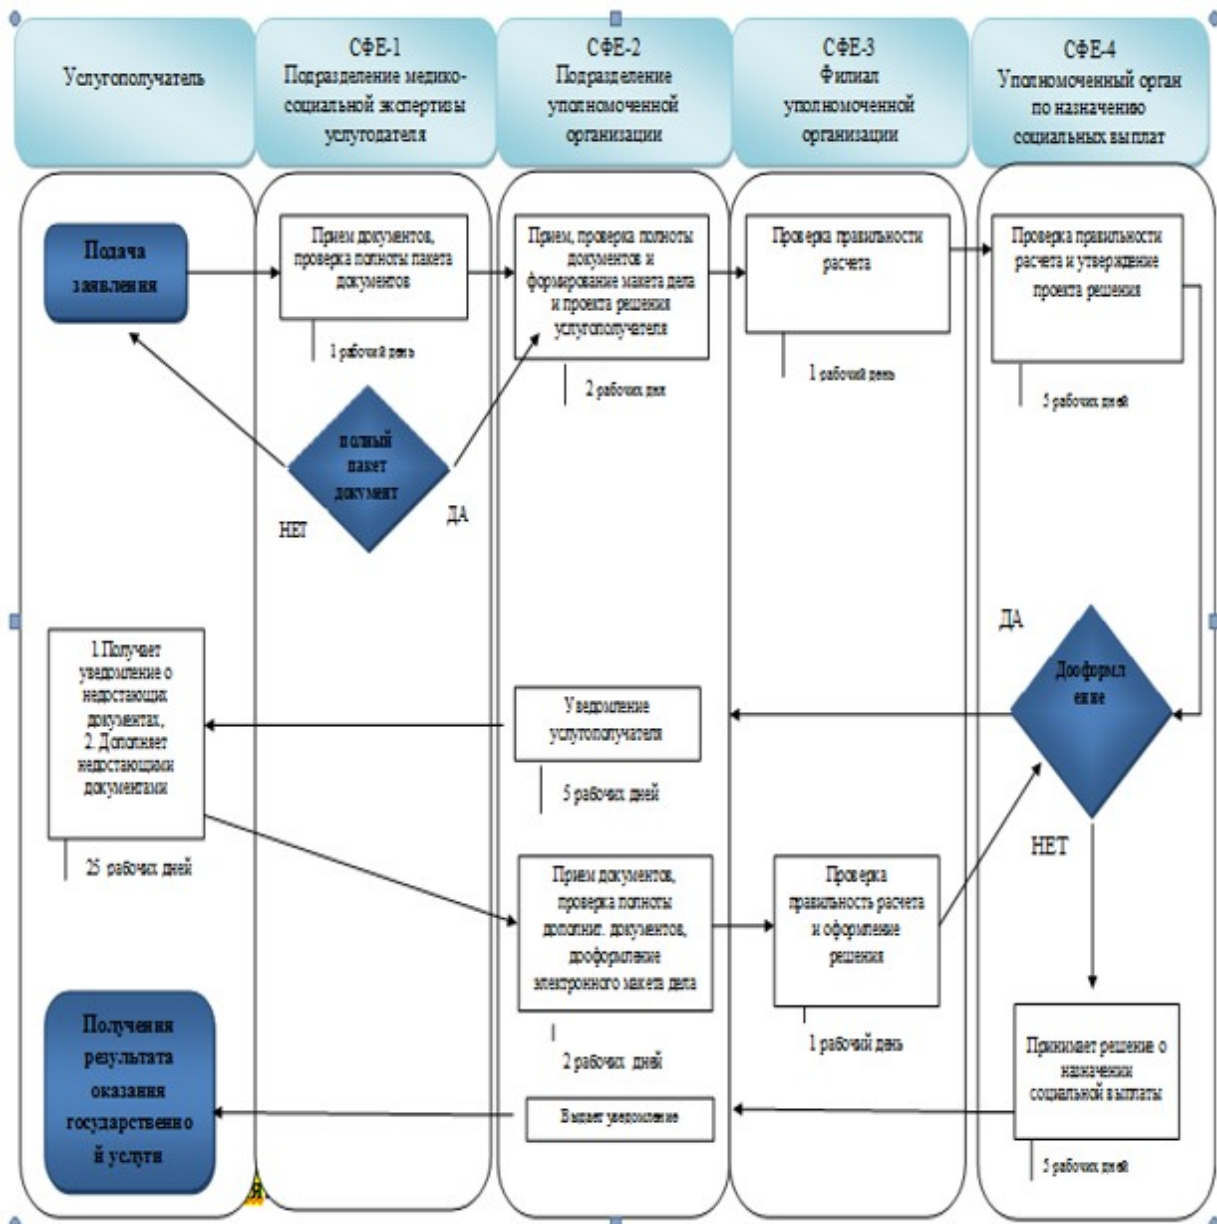 Услугополучатель
СФЕ-1
Подразделение медико-
социальной экспертизы
услугодателя
СФЕ-2
Подразделение
уполномоченной
организации
СФЕ-3
Филиал
уполномоченной
организации
СФЕ-4
Уполномоченный орган
по назначению
социальных выплат
Подача
заявления
Прием документов,
проверка полноты пакета
документов
1 рабочий день
Прием, проверка полноты
документов и
формирование макета дела
и проекта решения
услугополучателя
2 рабочих дня
Проверка правильности
расчета
1 рабочий день
Проверка правильности
расчета и утверждение
проекта решения
5 рабочих дней
полный
пакет
документ
НЕТ
ДА
1.Получает
уведомление о
недостающих
документах,
2. Дополняет
недостающими
документами
25 рабочих дней
Уведомление
услугополучателя
5 рабочих дней
ДА
Дооформл
ение
НЕТ
Прием документов,
проверка полноты
дополнит. документов,
дооформление
электронного макета дела
2 рабочих дней
Проверка
правильность расчета
и оформление
решения
1 рабочий день
Принимает решение о
назначении
социальной выплаты
5 рабочих дней
Выдает уведомление
Получения
результата
оказания
государственно
й услуги